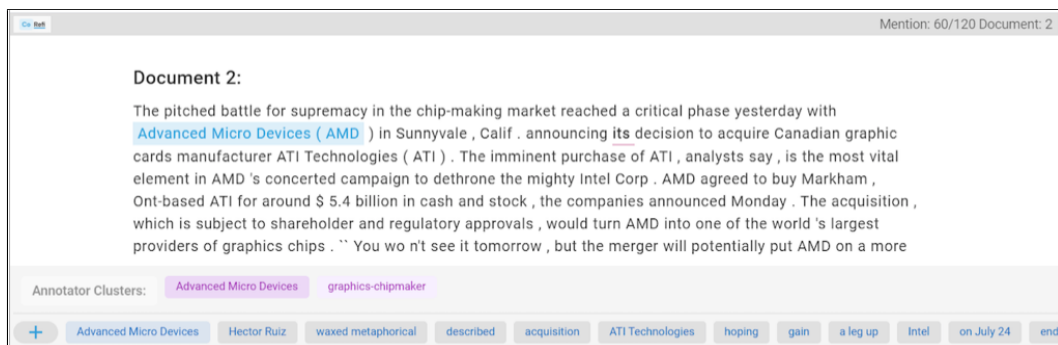 Co Refi
Mention: 60/120 Document: 2
Document 2:
The pitched battle for supremacy in the chip-making market reached a critical phase yesterday with
Advanced Micro Devices ( AMD ) in Sunnyvale , Calif . announcing its decision to acquire Canadian graphic
cards manufacturer ATI Technologies ( ATI ) . The imminent purchase of ATI , analysts say , is the most vital
element in AMD 's concerted campaign to dethrone the mighty Intel Corp . AMD agreed to buy Markham ,
Ont-based ATI for around $ 5.4 billion in cash and stock , the companies announced Monday . The acquisition ,
which is subject to shareholder and regulatory approvals , would turn AMD into one of the world 's largest
providers of graphics chips . `` You wo n't see it tomorrow , but the merger will potentially put AMD on a more
Annotator Clusters: Advanced Micro Devices graphics-chipmaker
+ Advanced Micro Devices Hector Ruiz waxed metaphorical described acquisition ATI Technologies hoping gain a leg up Intel on July 24 end